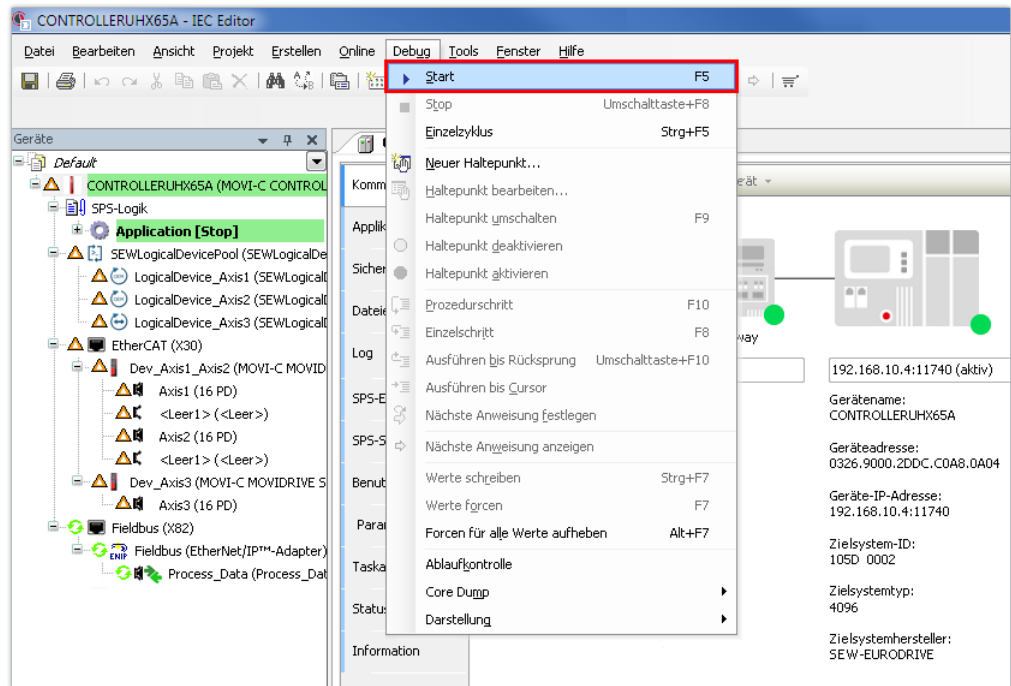 CONTROLLERUHX65A - IEC Editor
Datei Bearbeiten Ansicht Projekt Erstellen Online Debug Tools Fenster Hilfe
Geräte
Default
CONTROLLERUHX65A (MOVI-C CONTROL
SPS-Logik
Application [Stop]
SEWLogicalDevicePool (SEWLogicalDe
LogicalDevice_Axis1 (SEWLogical
LogicalDevice_Axis2 (SEWLogical
LogicalDevice_Axis3 (SEWLogical
EtherCAT (X30)
Dev_Axis1_Axis2 (MOVI-C MOVID
Axis1 (16 PD)
<Leer1> (<Leer>)
Axis2 (16 PD)
<Leer1> (<Leer>)
Dev_Axis3 (MOVI-C MOVIDRIVE S
Axis3 (16 PD)
Fieldbus (X82)
ENIP
Fieldbus (EtherNet/IP™-Adapter)
Process_Data (Process_Dat
Komm
Applik
Sicher
Dateie
Log
SPS-E
SPS-S
Benut
Parar
Taska
Status
Information
Start F5
Stop Umschalttaste+F8
Einzelzyklus Strg+F5
Neuer Haltepunkt...
Haltepunkt bearbeiten...
Haltepunkt umschalten F9
Haltepunkt deaktivieren
Haltepunkt aktivieren
Prozedurschritt F10
Einzelschritt F8
Ausführen bis Rücksprung Umschalttaste+F10
Ausführen bis Cursor
Nächste Anweisung festlegen
Nächste Anweisung anzeigen
Werte schreiben Strg+F7
Werte forcen F7
Forcen für alle Werte aufheben Alt+F7
Ablaufkontrolle
Core Dump
Darstellung
erät
way
192.168.10.4:11740 (aktiv)
Gerätename:
CONTROLLERUHX65A
Geräteadresse:
0326.9000.2DDC.C0A8.0A04
Geräte-IP-Adresse:
192.168.10.4:11740
Zielsystem-ID:
105D 0002
Zielsystemtyp:
4096
Zielsystemhersteller:
SEW-EURODRIVE